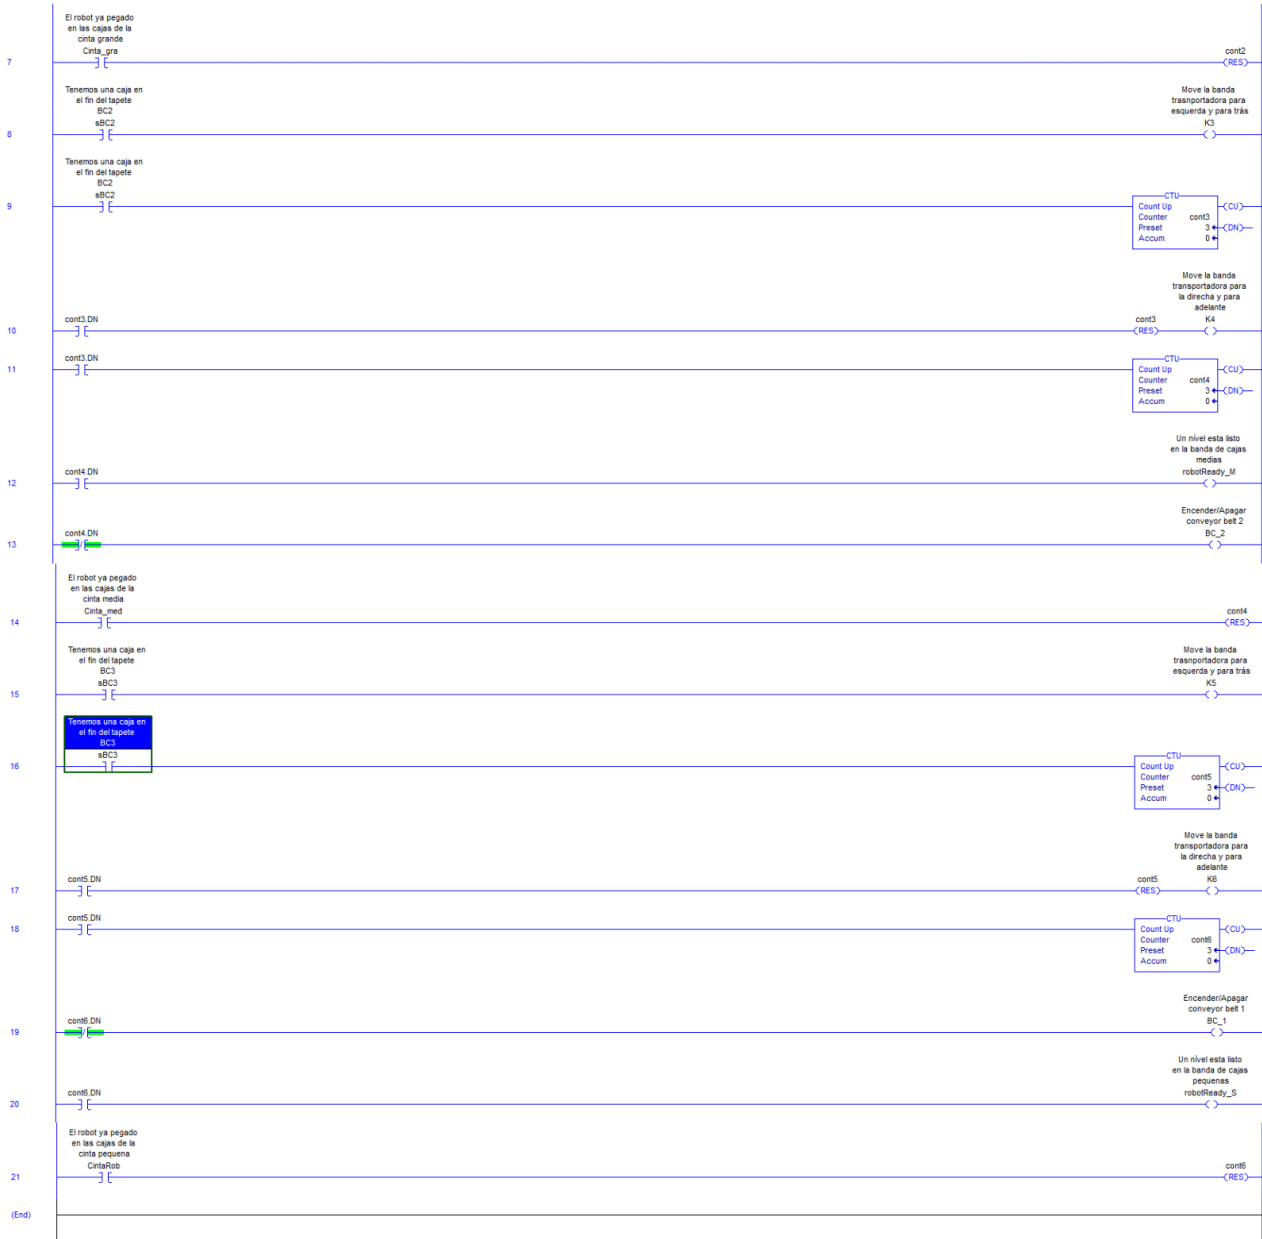 El robot ya pegado
en las cajas de la
cinta grande
Cinta_gra
cont2
7
(RES)
Tenemos una caja en
el fin del tapete
BC2
sBC2
Move la banda
trasnportadora para
esquerda y para trás
K3
8
Tenemos una caja en
el fin del tapete
BC2
sBC2
9
CTU
Count Up
(CU)
Counter cont3
Preset 3
(DN)
Accum 0
Move la banda
transportadora para
la direcha y para
adelante
cont3.DN
cont3 K4
10
(RES)
cont3.DN
11
CTU
Count Up
(CU)
Counter cont4
Preset 3
(DN)
Accum 0
Un nível esta listo
en la banda de cajas
medias
cont4.DN
robotReady_M
12
Encender/Apagar
conveyor belt 2
cont4.DN
BC_2
13
El robot ya pegado
en las cajas de la
cinta media
Cinta_med
cont4
14
(RES)
Tenemos una caja en
el fin del tapete
BC3
sBC3
Move la banda
trasnportadora para
esquerda y para trás
K5
15
Tenemos una caja en
el fin del tapete
BC3
sBC3
16
CTU
Count Up
(CU)
Counter cont5
Preset 3
(DN)
Accum 0
Move la banda
transportadora para
la direcha y para
adelante
cont5.DN
cont5 K6
17
(RES)
cont5.DN
18
CTU
Count Up
(CU)
Counter cont6
Preset 3
(DN)
Accum 0
Encender/Apagar
conveyor belt 1
cont6.DN
BC_1
19
Un nível esta listo
en la banda de cajas
pequenas
cont6.DN
robotReady_S
20
El robot ya pegado
en las cajas de la
cinta pequena
CintaRob
cont6
21
(RES)
(End)